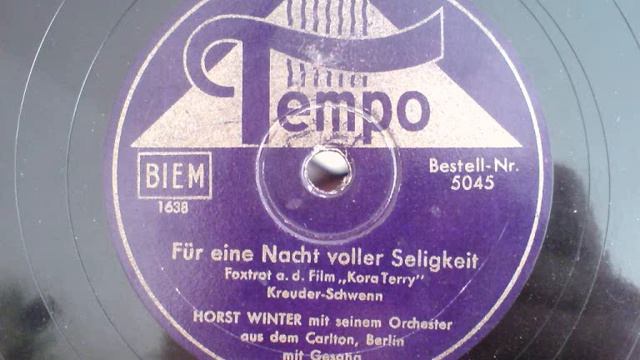 Tempo
BIEM
1638
Bestell-Nr.
5045
Für eine Nacht voller Seligkeit
Foxtrot a. d. Film „Kora Terry"
Kreuder-Schwenn
HORST WINTER mit seinem Orchester
aus dem Carlton, Berlin
mit Gesang